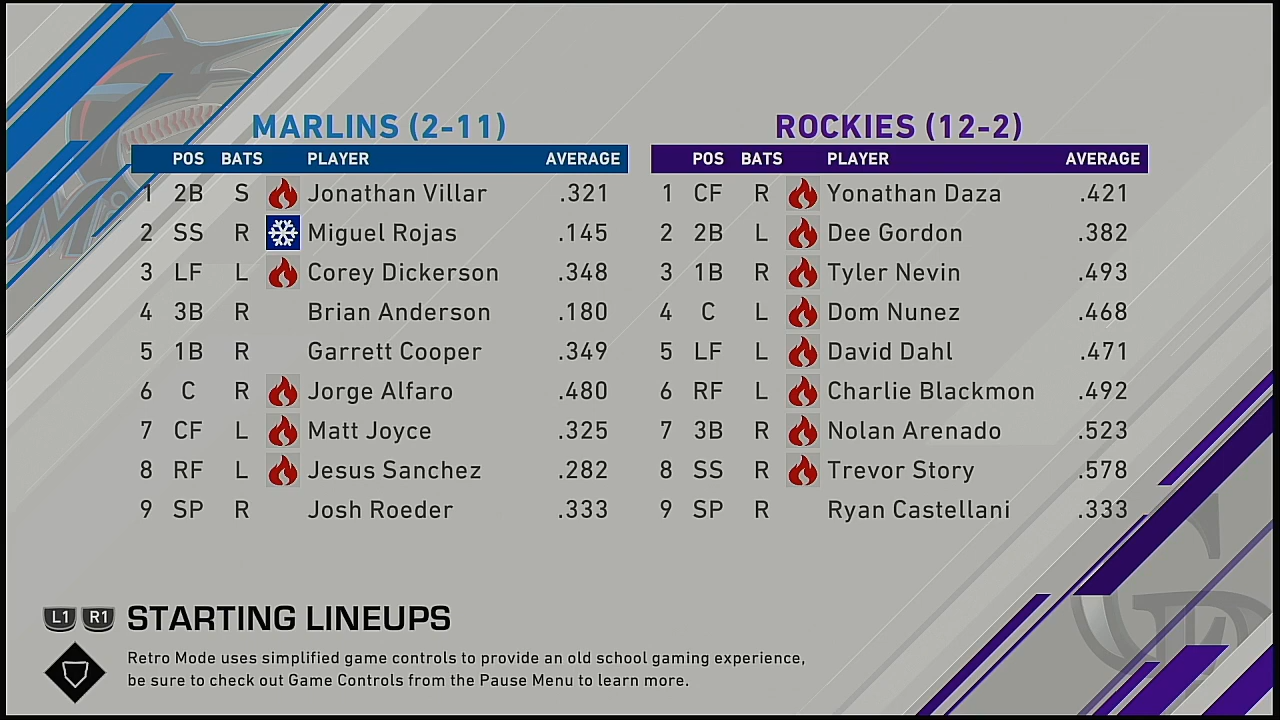 MARLINS (2-11)
POS BATS PLAYER AVERAGE
1 2B S Jonathan Villar .321
2 SS R Miguel Rojas .145
3 LF L Corey Dickerson .348
4 3B R Brian Anderson .180
5 1B R Garrett Cooper .349
6 C R Jorge Alfaro .480
7 CF L Matt Joyce .325
8 RF L Jesus Sanchez .282
9 SP R Josh Roeder .333
ROCKIES (12-2)
POS BATS PLAYER AVERAGE
1 CF R Yonathan Daza .421
2 2B L Dee Gordon .382
3 1B R Tyler Nevin .493
4 C L Dom Nunez .468
5 LF L David Dahl .471
6 RF L Charlie Blackmon .492
7 3B R Nolan Arenado .523
8 SS R Trevor Story .578
9 SP R Ryan Castellani .333
L1 R1 STARTING LINEUPS
Retro Mode uses simplified game controls to provide an old school gaming experience,
be sure to check out Game Controls from the Pause Menu to learn more.